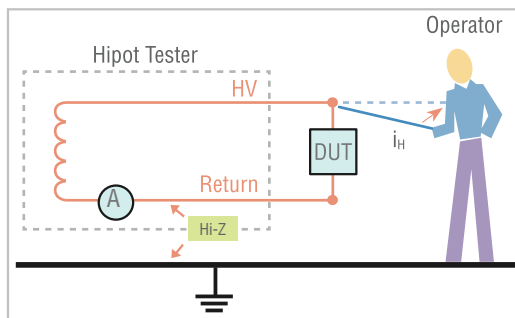 Operator
Hipot Tester
HV
DUT
iH
Return
A
Hi-Z